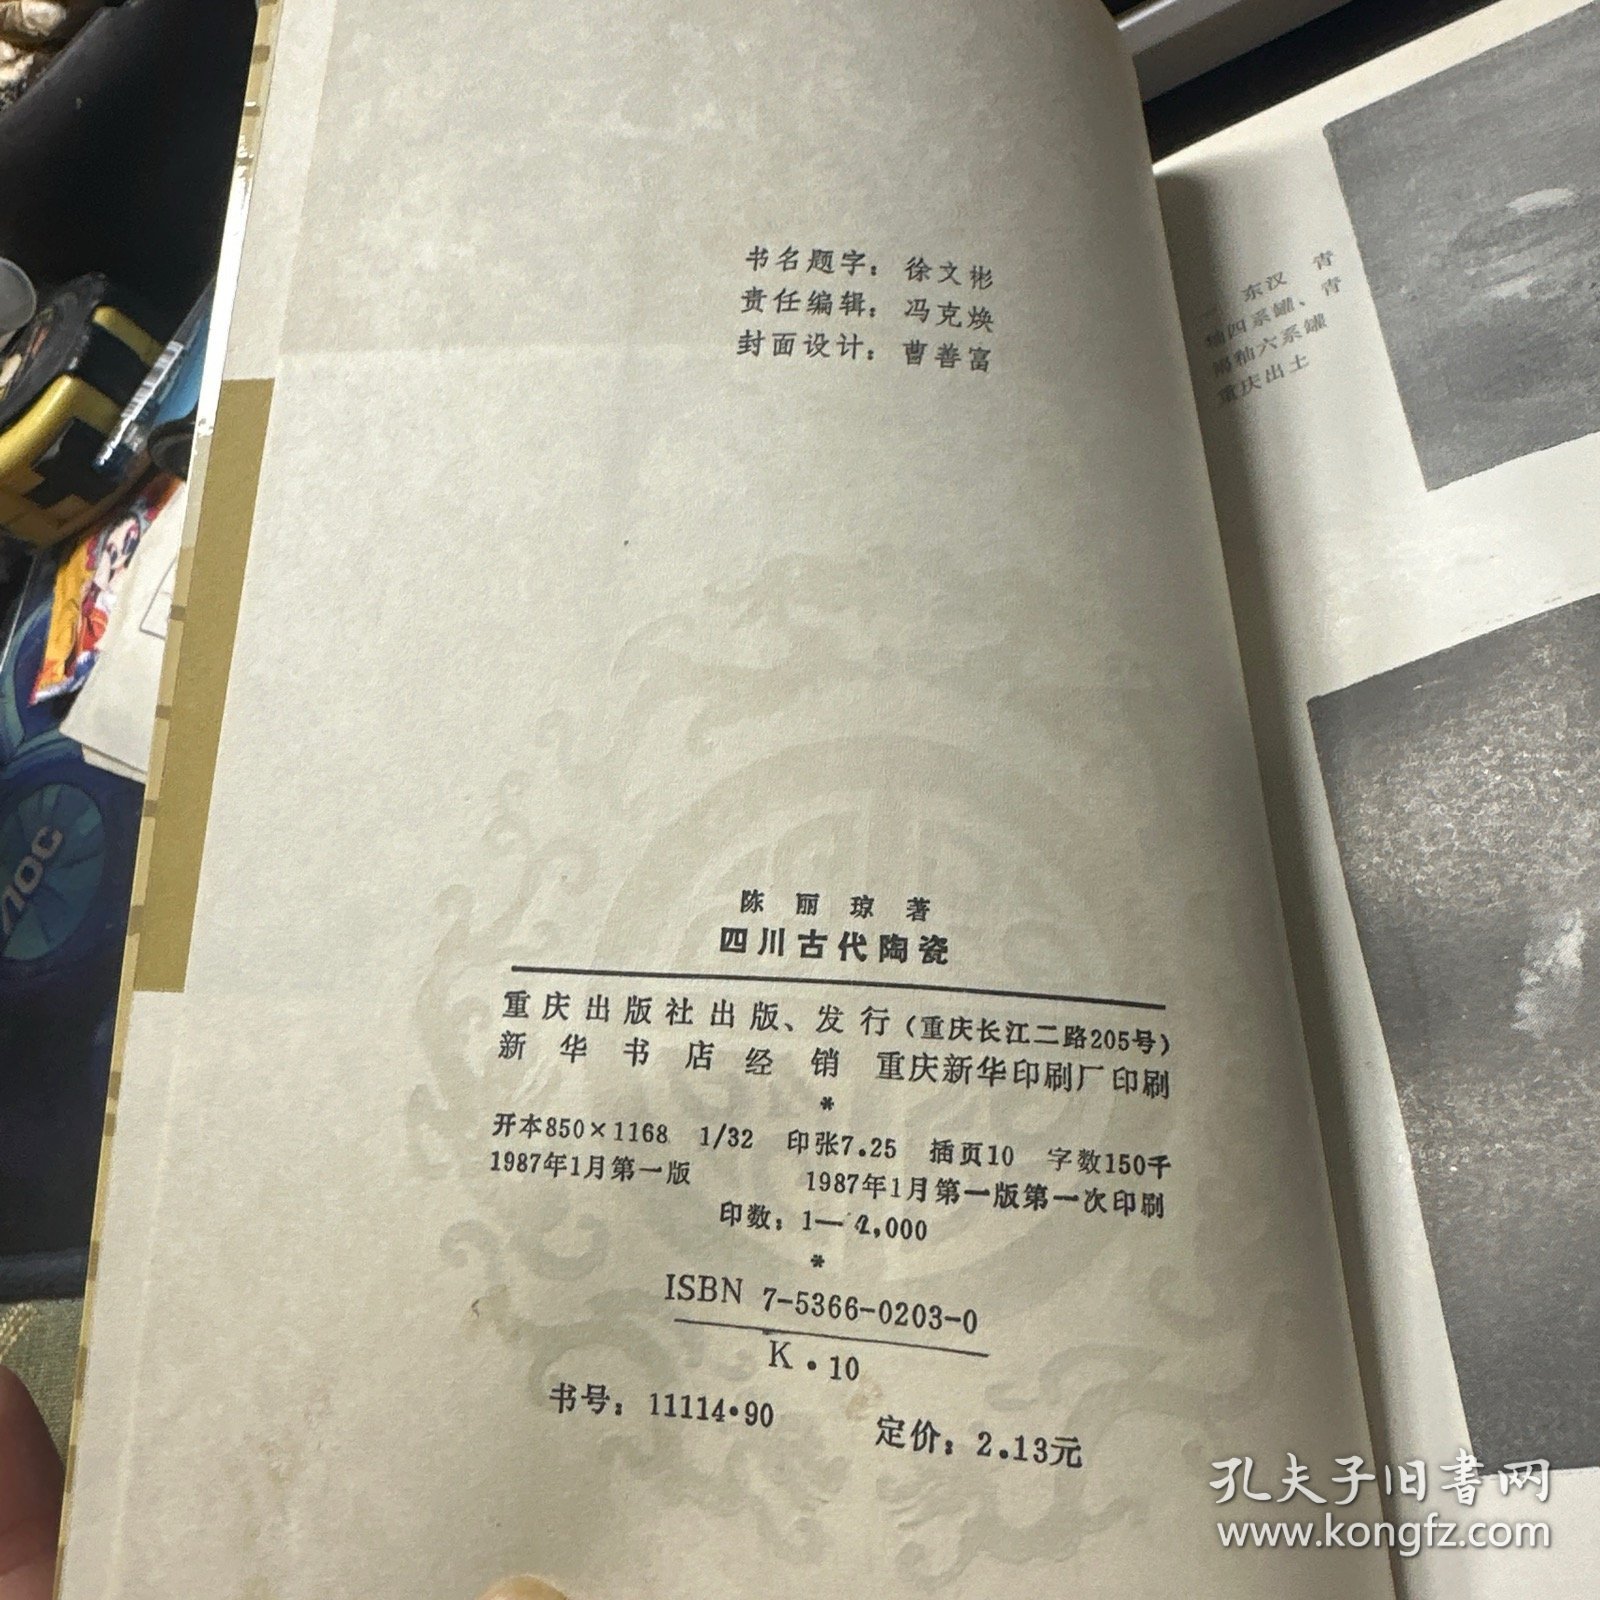 书名题字：徐文彬
责任编辑：冯克焕
封面设计：曹善富
陈丽琼著
四川古代陶瓷
重庆出版社出版、发行（重庆长江二路205号）
新华书店经销 重庆新华印刷厂印刷
*
开本850×1168 1/32 印张7.25 插页10 字数150千
1987年1月第一版 1987年1月第一版第一次印刷
印数：1—,000
*
ISBN 7-5366-0203-0
K·10
书号：11114·90 定价：2.13元
东汉 青
釉四系罐、青
褐釉六系罐
重庆出土
AOC
孔夫子旧书网
www.kongfz.com